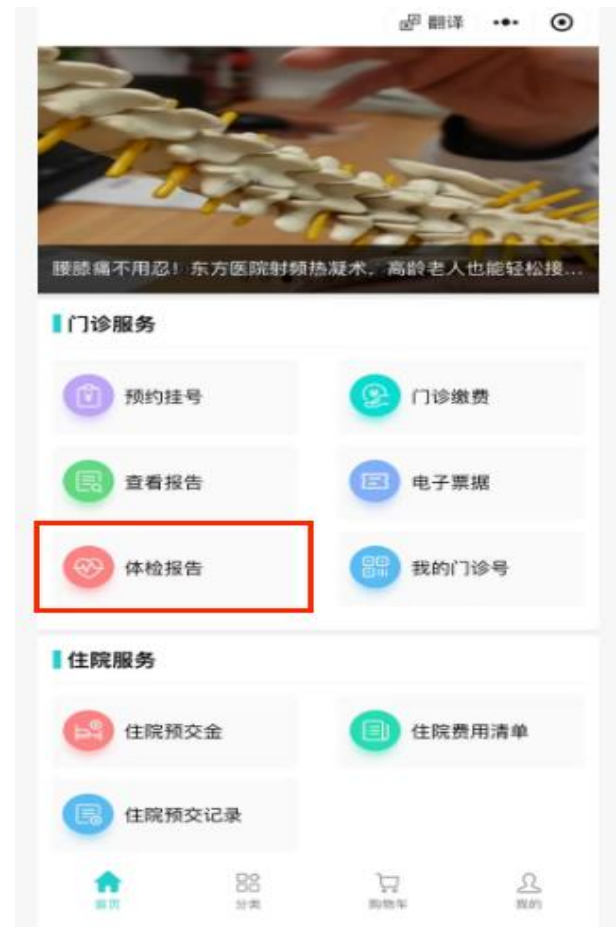 翻译
腰膝痛不用忍！东方医院射频热凝术，高龄老人也能轻松接...
门诊服务
预约挂号
门诊缴费
查看报告
电子票据
体检报告
我的门诊号
住院服务
住院预交金
住院费用清单
住院预交记录
首页
分类
购物车
我的